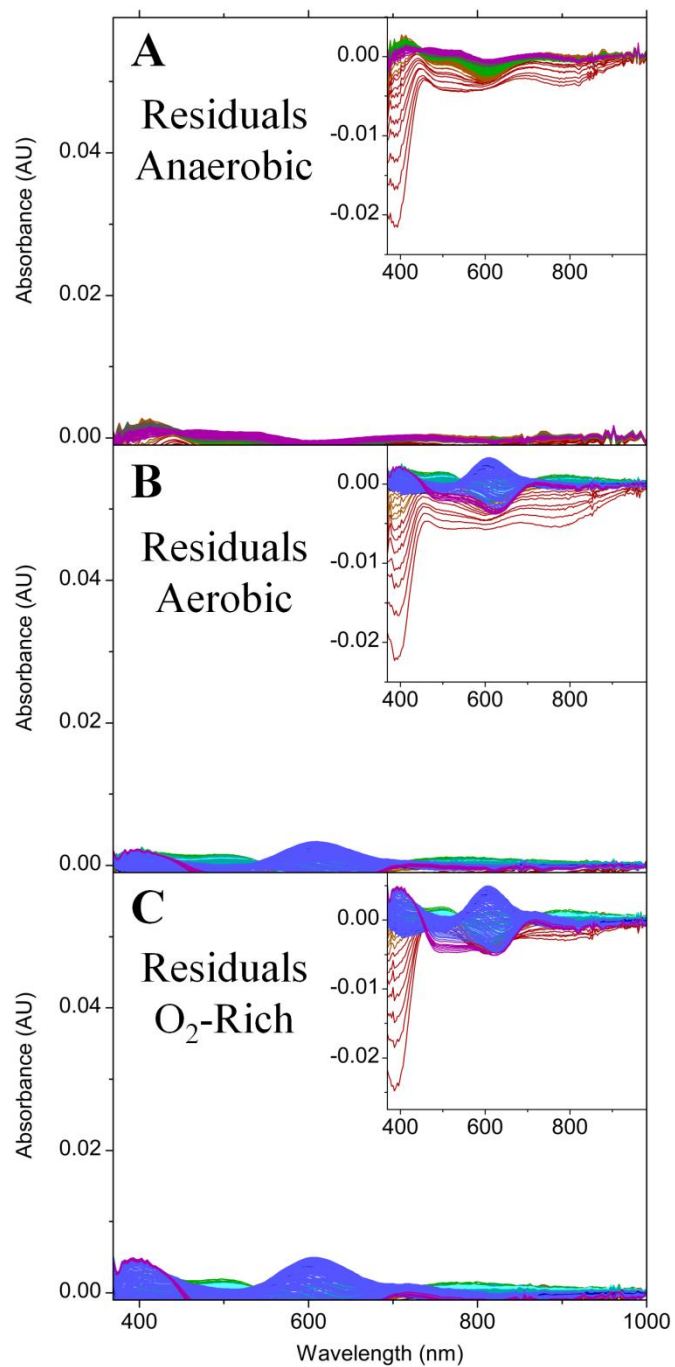 A
Residuals
Anaerobic
Absorbance (AU)
0.04
0.02
0.00
0.00
-0.01
-0.02
400 600 800
B
Residuals
Aerobic
Absorbance (AU)
0.04
0.02
0.00
0.00
-0.01
-0.02
400 600 800
C
Residuals
O₂-Rich
Absorbance (AU)
0.04
0.02
0.00
0.00
-0.01
-0.02
400 600 800
400 600 800 1000
Wavelength (nm)